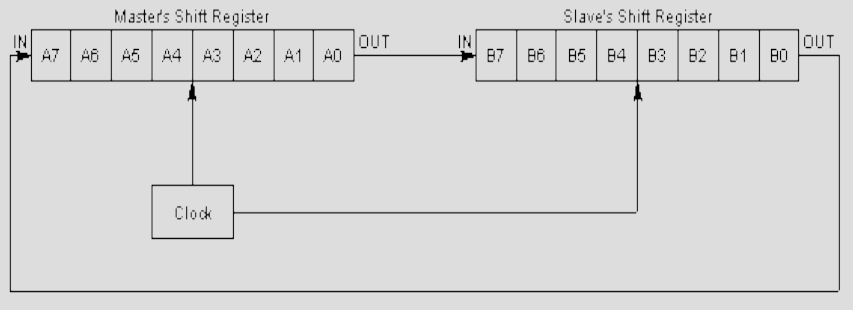 Master's Shift Register
Slave's Shift Register
IN
A7 A6 A5 A4 A3 A2 A1 A0
OUT
IN
B7 B6 B5 B4 B3 B2 B1 B0
OUT
Clock